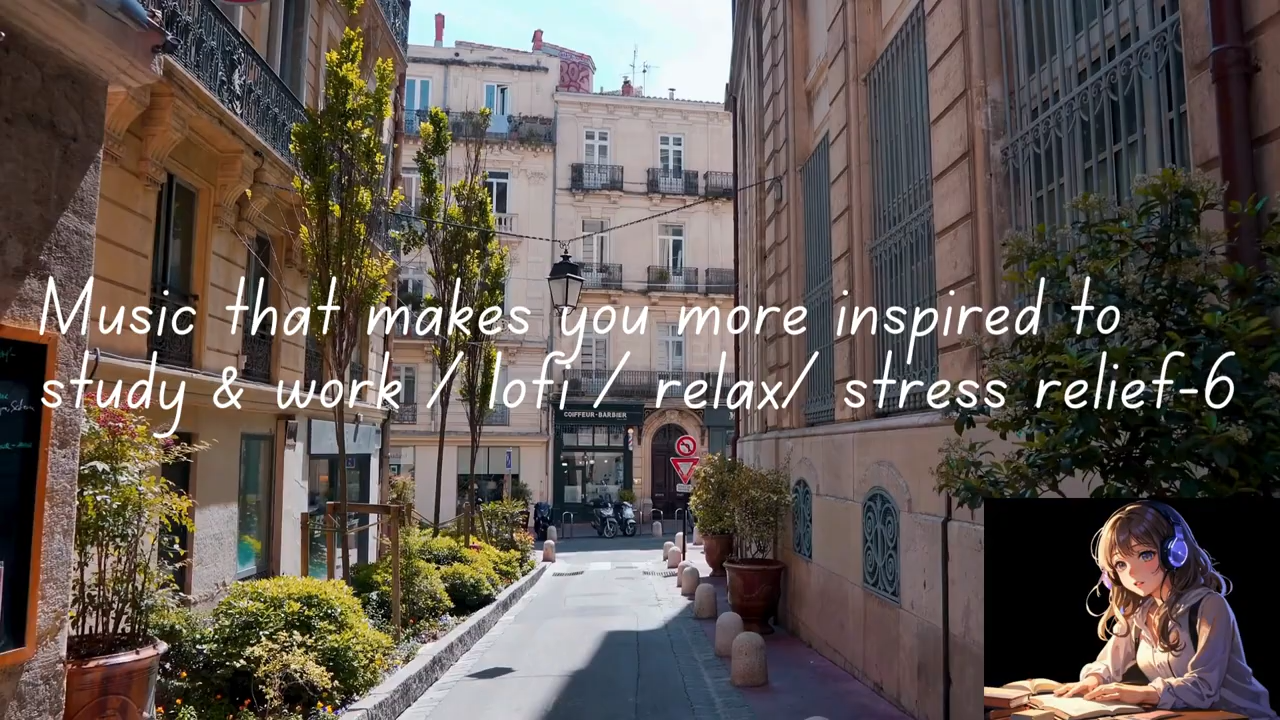 Music that makes you more inspired to
study & work / lofi / relax/ stress relief-6
COIFFEUR-BARBIER